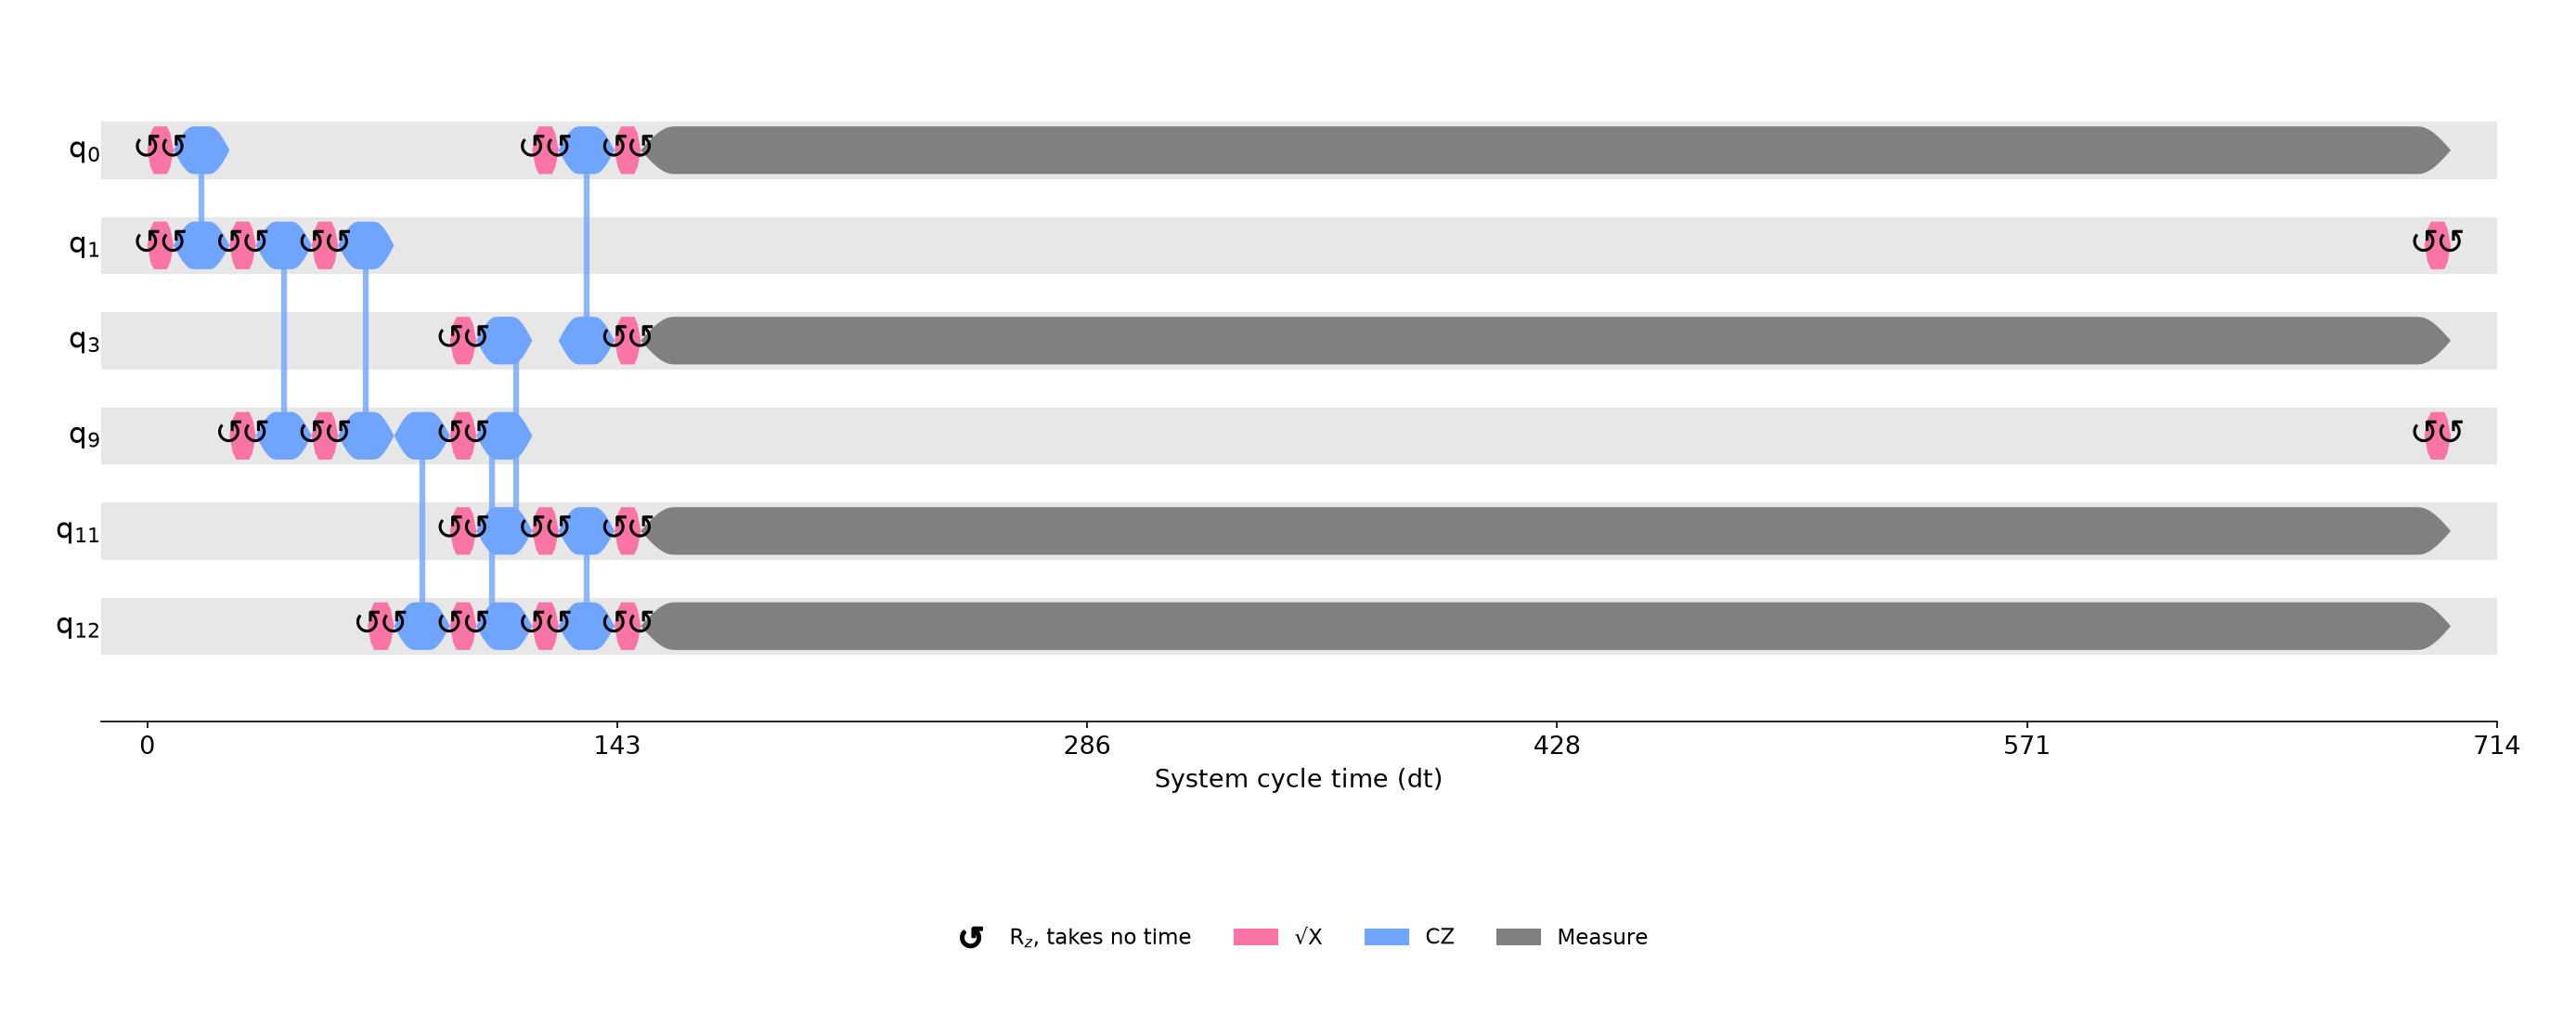 q0
q1
q3
q9
q11
q12
0 143 286 428 571 714
System cycle time (dt)
↺ Rz, takes no time √X CZ Measure